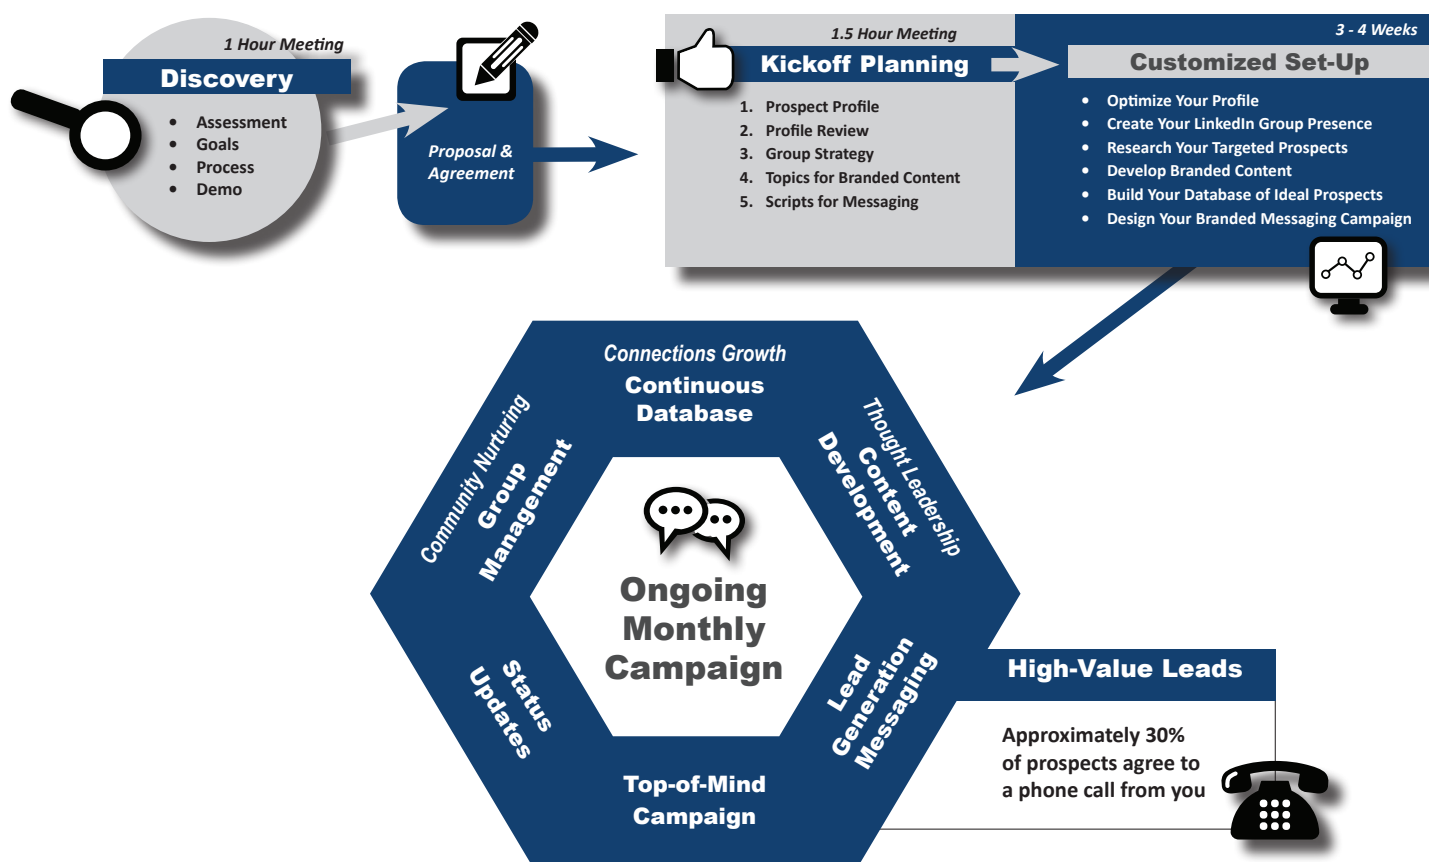 1 Hour Meeting
Discovery
• Assessment
• Goals
• Process
• Demo
Proposal &
Agreement
1.5 Hour Meeting
Kickoff Planning
1. Prospect Profile
2. Profile Review
3. Group Strategy
4. Topics for Branded Content
5. Scripts for Messaging
3 - 4 Weeks
Customized Set-Up
• Optimize Your Profile
• Create Your LinkedIn Group Presence
• Research Your Targeted Prospects
• Develop Branded Content
• Build Your Database of Ideal Prospects
• Design Your Branded Messaging Campaign
Connections Growth
Continuous
Database
Thought Leadership
Content
Development
Lead
Generation
Messaging
Top-of-Mind
Campaign
Status
Updates
Community Nurturing
Group
Management
Ongoing
Monthly
Campaign
High-Value Leads
Approximately 30%
of prospects agree to
a phone call from you